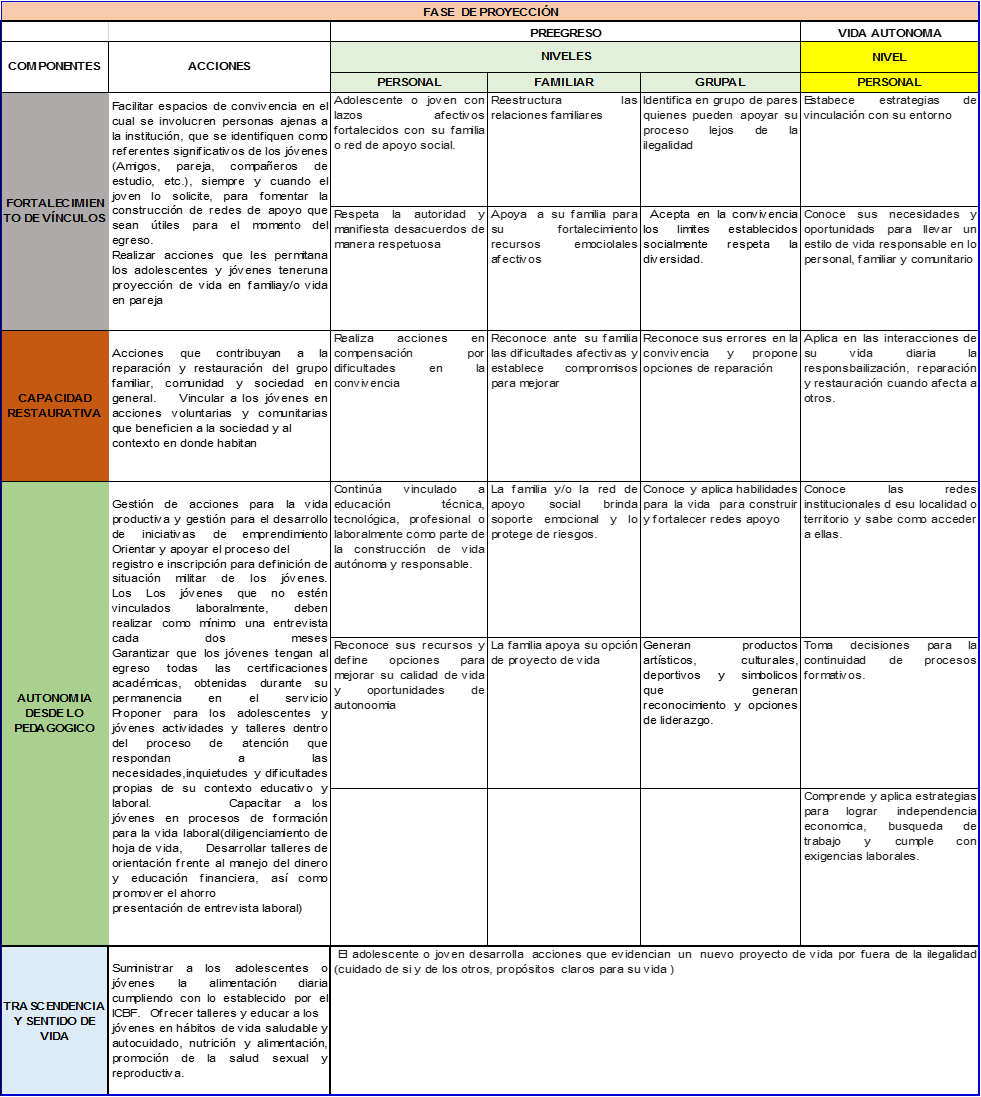 FASE DE PROYECCIÓN
PREEGRESO
VIDA AUTONOMA
COMPONENTES
ACCIONES
NIVELES
NIVEL
PERSONAL
FAMILIAR
GRUPAL
PERSONAL
FORTALECIMIEN
TO DE VÍNCULOS
Facilitar espacios de convivencia en el
cual se involucren personas ajenas a
la institución, que se identifiquen como
referentes significativos de los jóvenes
(Amigos, pareja, compañeros de
estudio, etc.), siempre y cuando el
joven lo solicite, para fomentar la
construcción de redes de apoyo que
sean útiles para el momento del
egreso.
Realizar acciones que les permitana
los adolescentes y jóvenes teneruna
proyección de vida en familiay/o vida
en pareja
Adolescente o joven con
lazos afectivos
fortalecidos con su familia
o red de apoyo social.
Reestructura las
relaciones familiares
Identifica en grupo de pares
quienes pueden apoyar su
proceso lejos de la
ilegalidad
Estabece estrategias de
vinculación con su entorno
Respeta la autoridad y
manifiesta desacuerdos de
manera respetuosa
Apoya a su familia para
su fortalecimiento
recursos emociolales
afectivos
Acepta en la convivencia
los limites establecidos
socialmente respeta la
diversidad.
Conoce sus necesidades y
oportunidads para llevar un
estilo de vida responsable en lo
personal, familiar y comunitario
CAPACIDAD
RESTAURATIVA
Acciones que contribuyan a la
reparación y restauración del grupo
familiar, comunidad y sociedad en
general. Vincular a los jóvenes en
acciones voluntarias y comunitarias
que beneficien a la sociedad y al
contexto en donde habitan
Realiza acciones en
compensación por
dificultades en la
convivencia
Reconoce ante su familia
las dificultades afectivas y
establece compromisos
para mejorar
Reconoce sus errores en la
convivencia y propone
opciones de reparación
Aplica en las interacciones de
su vida diaria la
responsbailización, reparación
y restauración cuando afecta a
otros.
AUTONOMIA
DESDE LO
PEDAGOGICO
Gestión de acciones para la vida
productiva y gestión para el desarrollo
de iniciativas de emprendimiento
Orientar y apoyar el proceso del
registro e inscripción para definición de
situación militar de los jóvenes.
Los Los jóvenes que no estén
vinculados laboralmente, deben
realizar como mínimo una entrevista
cada dos meses
Garantizar que los jóvenes tengan al
egreso todas las certificaciones
académicas, obtenidas durante su
permanencia en el servicio
Proponer para los adolescentes y
jóvenes actividades y talleres dentro
del proceso de atención que
respondan a las
necesidades,inquietudes y dificultades
propias de su contexto educativo y
laboral. Capacitar a los
jóvenes en procesos de formación
para la vida laboral(diligenciamiento de
hoja de vida, Desarrollar talleres de
orientación frente al manejo del dinero
y educación financiera, así como
promover el ahorro
presentación de entrevista laboral)
Continúa vinculado a
educación técnica,
tecnológica, profesional o
laboralmente como parte de
la construcción de vida
autónoma y responsable.
La familia y/o la red de
apoyo social brinda
soporte emocional y lo
protege de riesgos.
Conoce y aplica habilidades
para la vida para construir
y fortalecer redes apoyo
Conoce las redes
institucionales d esu localidad o
territorio y sabe como acceder
a ellas.
Reconoce sus recursos y
define opciones para
mejorar su calidad de vida
y oportunidades de
autonoomia
La familia apoya su opción
de proyecto de vida
Generan productos
artísticos, culturales,
deportivos y simbolicos
que generan
reconocimiento y opciones
de liderazgo.
Toma decisiones para la
continuidad de procesos
formativos.
Comprende y aplica estrategias
para lograr independencia
economica, busqueda de
trabajo y cumple con
exigencias laborales.
TRASCENDENCIA
Y SENTIDO DE
VIDA
Suministrar a los adolescentes o
jóvenes la alimentación diaria
cumpliendo con lo establecido por el
ICBF. Ofrecer talleres y educar a los
jóvenes en hábitos de vida saludable y
autocuidado, nutrición y alimentación,
promoción de la salud sexual y
reproductiva.
El adolescente o joven desarrolla acciones que evidencian un nuevo proyecto de vida por fuera de la ilegalidad
(cuidado de si y de los otros, propósitos claros para su vida )